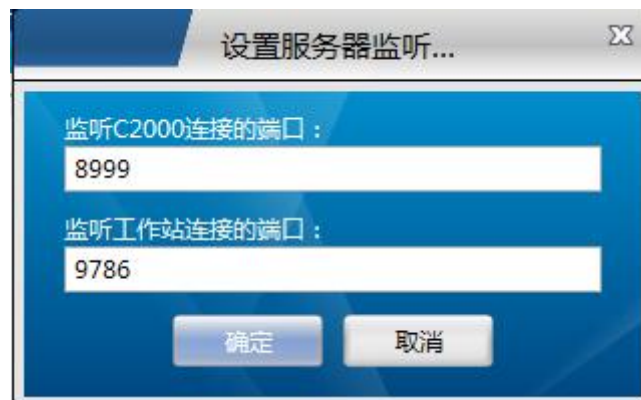 设置服务器监听...
监听C2000连接的端口：
8999
监听工作站连接的端口：
9786
确定
取消